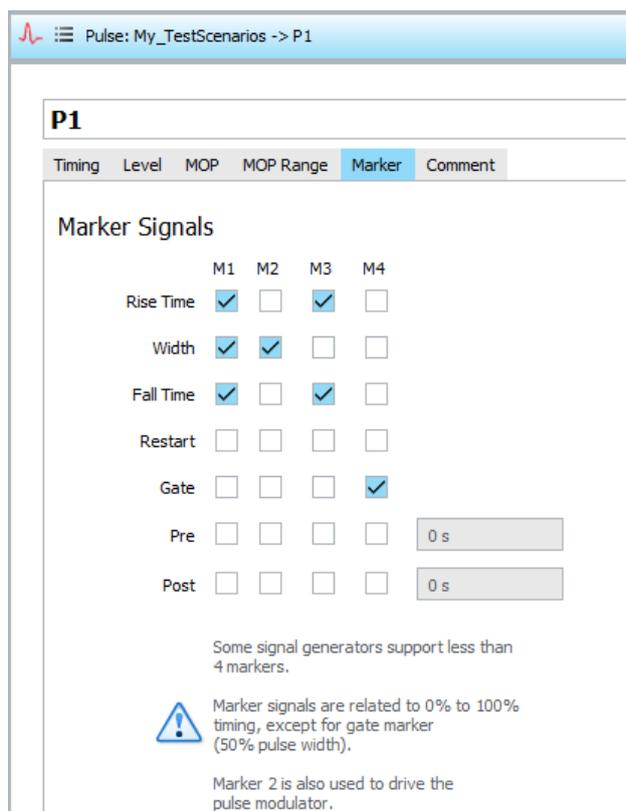 Pulse: My_TestScenarios -> P1
P1
Timing Level MOP MOP Range Marker Comment
Marker Signals
M1 M2 M3 M4
Rise Time
Width
Fall Time
Restart
Gate
Pre 0 s
Post 0 s
Some signal generators support less than
4 markers.
Marker signals are related to 0% to 100%
timing, except for gate marker
(50% pulse width).
Marker 2 is also used to drive the
pulse modulator.